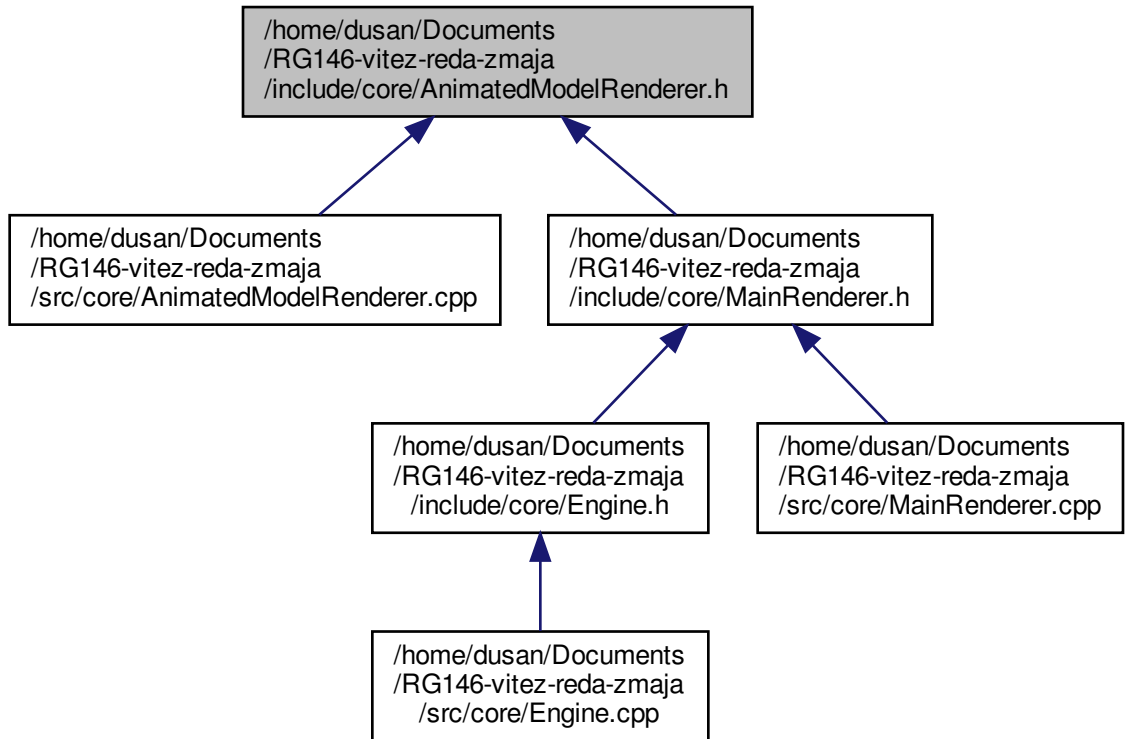 /home/dusan/Documents
/RG146-vitez-reda-zmaja
/include/core/AnimatedModelRenderer.h
/home/dusan/Documents
/RG146-vitez-reda-zmaja
/src/core/AnimatedModelRenderer.cpp
/home/dusan/Documents
/RG146-vitez-reda-zmaja
/include/core/MainRenderer.h
/home/dusan/Documents
/RG146-vitez-reda-zmaja
/include/core/Engine.h
/home/dusan/Documents
/RG146-vitez-reda-zmaja
/src/core/MainRenderer.cpp
/home/dusan/Documents
/RG146-vitez-reda-zmaja
/src/core/Engine.cpp